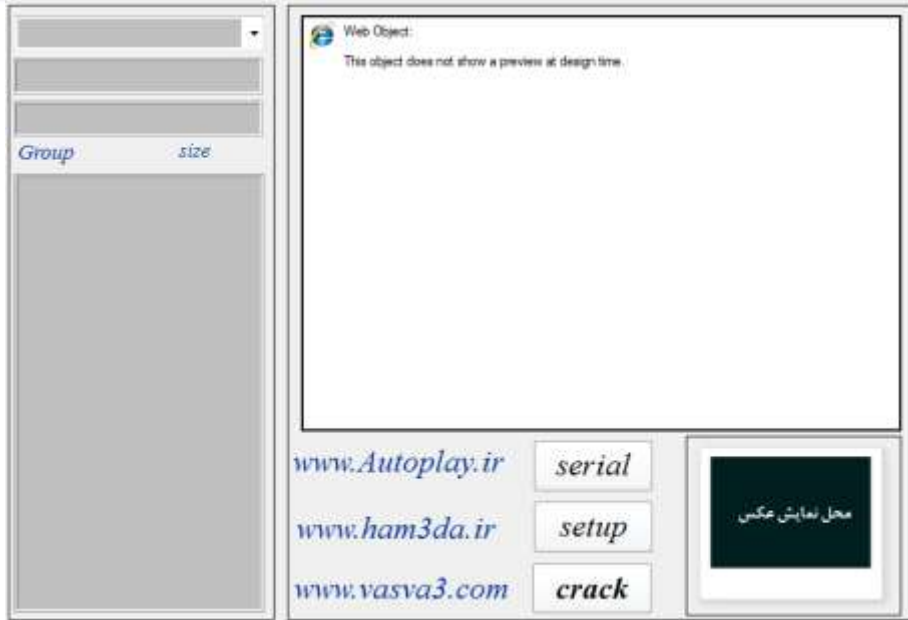 Group size
Web Object:
This object does not show a preview at design time.
www.Autoplay.ir serial
www.ham3da.ir setup
www.vasva3.com crack
محل نمایش عکس